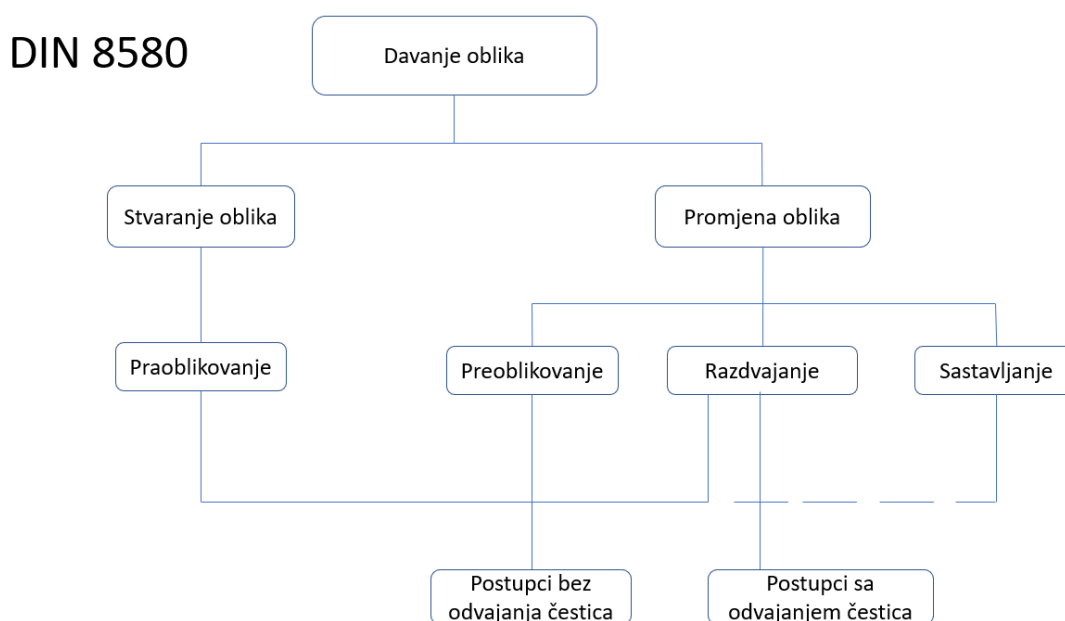 DIN 8580
Davanje oblika
Stvaranje oblika
Promjena oblika
Praoblikovanje
Preoblikovanje
Razdvajanje
Sastavljanje
Postupci bez
odvajanja čestica
Postupci sa
odvajanjem čestica